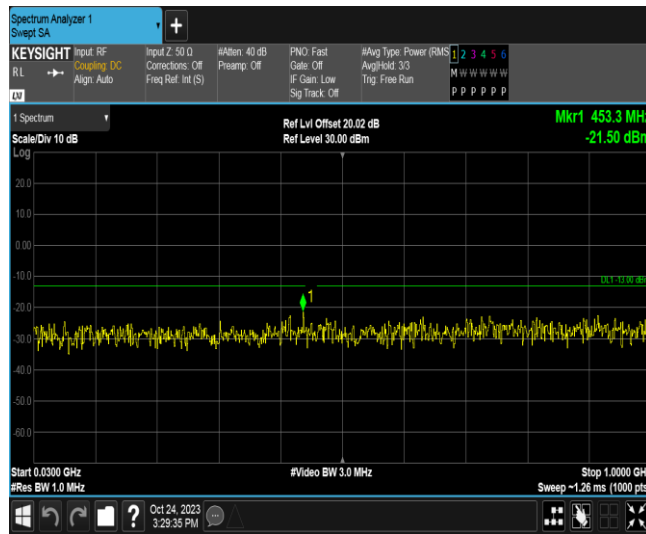 Spectrum Analyzer 1
Swept SA
+
KEYSIGHT
RL
LXI
Input: RF
Coupling: DC
Align: Auto
Input Z: 50 Ω
Corrections: Off
Freq Ref: Int (S)
#Atten: 40 dB
Preamp: Off
PNO: Fast
Gate: Off
IF Gain: Low
Sig Track: Off
#Avg Type: Power (RMS
Avg|Hold: 3/3
Trig: Free Run
1 2 3 4 5 6
M W W W W W
P P P P P P
1 Spectrum
Scale/Div 10 dB
Ref Lvl Offset 20.02 dB
Ref Level 30.00 dBm
Mkr1 453.3 MHz
-21.50 dBm
Log
20.0
10.0
0.00
-10.0
DL1 -13.00 dBm
1
-20.0
-30.0
-40.0
-50.0
-60.0
Start 0.0300 GHz
#Res BW 1.0 MHz
#Video BW 3.0 MHz
Stop 1.0000 GH
Sweep ~1.26 ms (1000 pts
?
Oct 24, 2023
3:29:35 PM